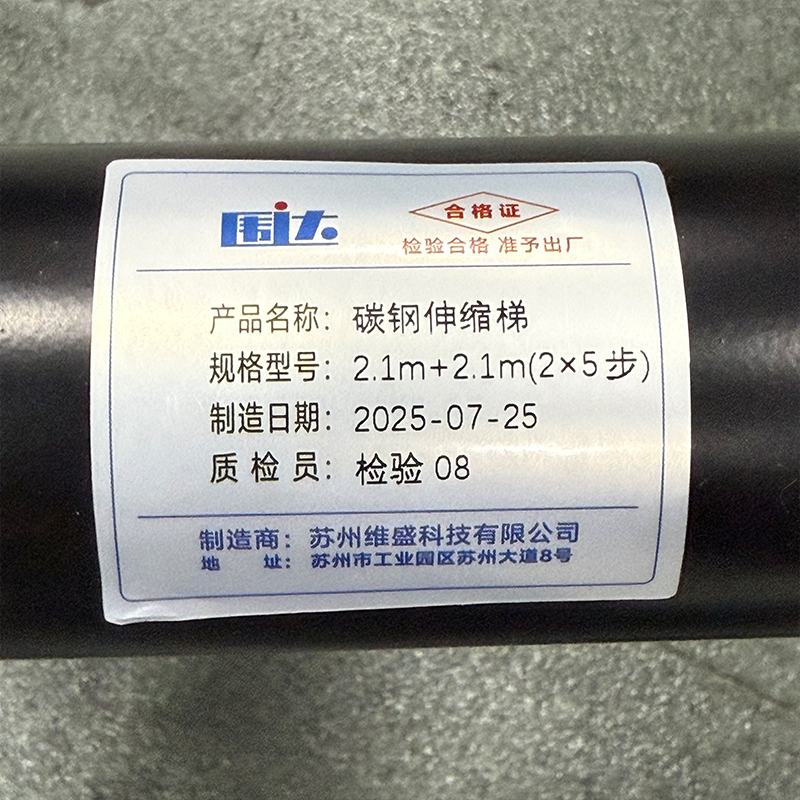 围达
合格证
检验合格 准予出厂
产品名称：碳钢伸缩梯
规格型号：2.1m+2.1m(2×5步)
制造日期：2025-07-25
质 检 员：检验 08
制造商：苏州维盛科技有限公司
地　址：苏州市工业园区苏州大道8号